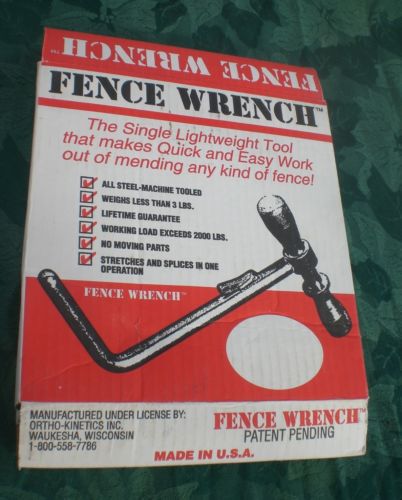 FENCE WRENCH™
FENCE WRENCH™
The Single Lightweight Tool
that makes Quick and Easy Work
out of mending any kind of fence!
ALL STEEL-MACHINE TOOLED
WEIGHS LESS THAN 3 LBS.
LIFETIME GUARANTEE
WORKING LOAD EXCEEDS 2000 LBS.
NO MOVING PARTS
STRETCHES AND SPLICES IN ONE
OPERATION
FENCE WRENCH™
MANUFACTURED UNDER LICENSE BY:
ORTHO-KINETICS INC.
WAUKESHA, WISCONSIN
1-800-558-7786
FENCE WRENCH™
PATENT PENDING
MADE IN U.S.A.